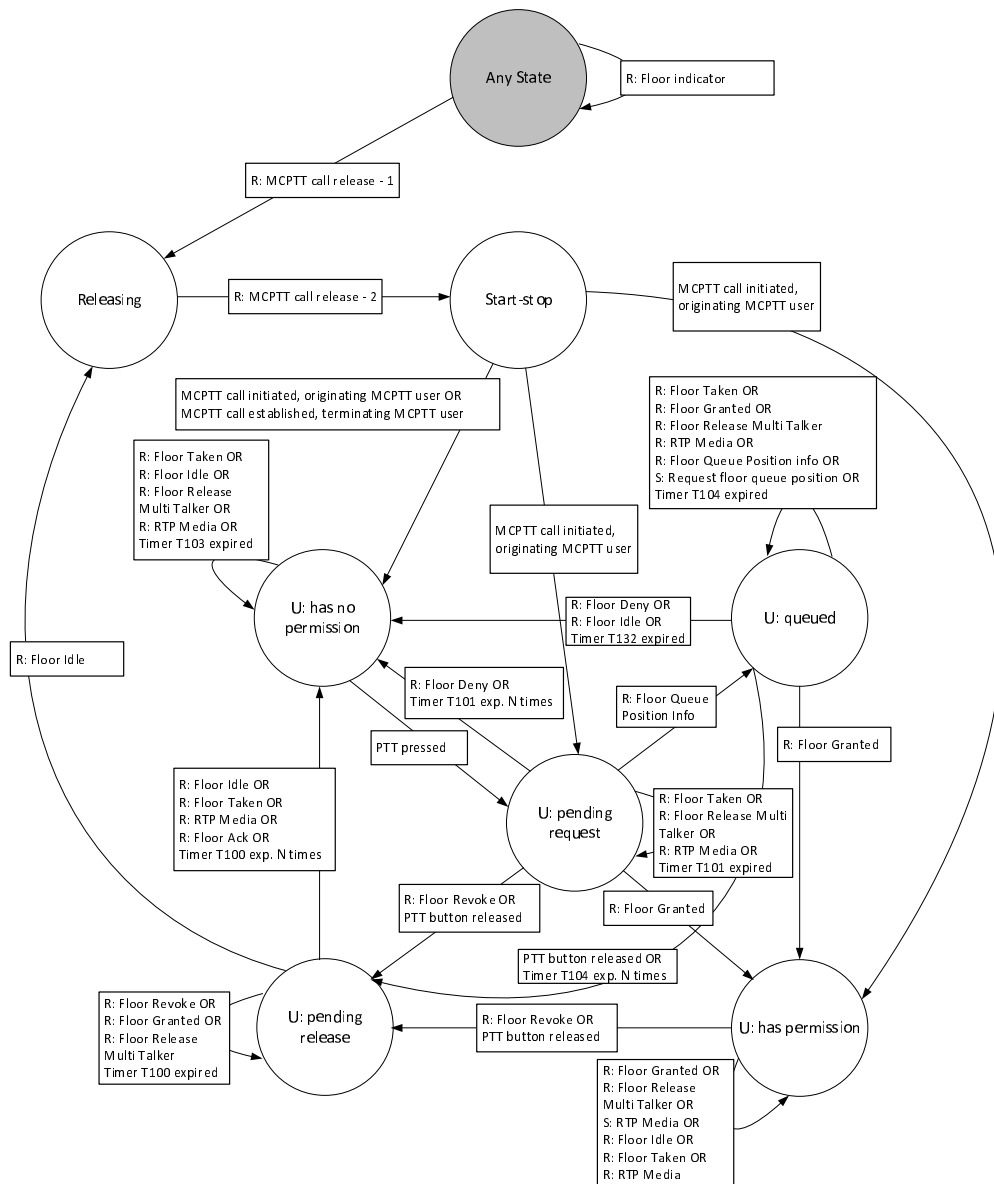 Any State
R: Floor indicator
R: MCPTT call release - 1
Releasing
R: MCPTT call release - 2
Start-stop
MCPTT call initiated,
originating MCPTT user
MCPTT call initiated, originating MCPTT user OR
MCPTT call established, terminating MCPTT user
R: Floor Taken OR
R: Floor Granted OR
R: Floor Release Multi Talker
R: RTP Media OR
R: Floor Queue Position info OR
S: Request floor queue position OR
Timer T104 expired
R: Floor Taken OR
R: Floor Idle OR
R: Floor Release
Multi Talker OR
R: RTP Media OR
Timer T103 expired
MCPTT call initiated,
originating MCPTT user
U: has no
permission
R: Floor Deny OR
R: Floor Idle OR
Timer T132 expired
U: queued
R: Floor Idle
R: Floor Deny OR
Timer T101 exp. N times
R: Floor Queue
Position Info
PTT pressed
R: Floor Granted
R: Floor Idle OR
R: Floor Taken OR
R: RTP Media OR
R: Floor Ack OR
Timer T100 exp. N times
U: pending
request
R: Floor Taken OR
R: Floor Release Multi
Talker OR
R: RTP Media OR
Timer T101 expired
R: Floor Revoke OR
PTT button released
R: Floor Granted
PTT button released OR
Timer T104 exp. N times
R: Floor Revoke OR
R: Floor Granted OR
R: Floor Release
Multi Talker
Timer T100 expired
U: pending
release
R: Floor Revoke OR
PTT button released
U: has permission
R: Floor Granted OR
R: Floor Release
Multi Talker OR
S: RTP Media OR
R: Floor Idle OR
R: Floor Taken OR
R: RTP Media